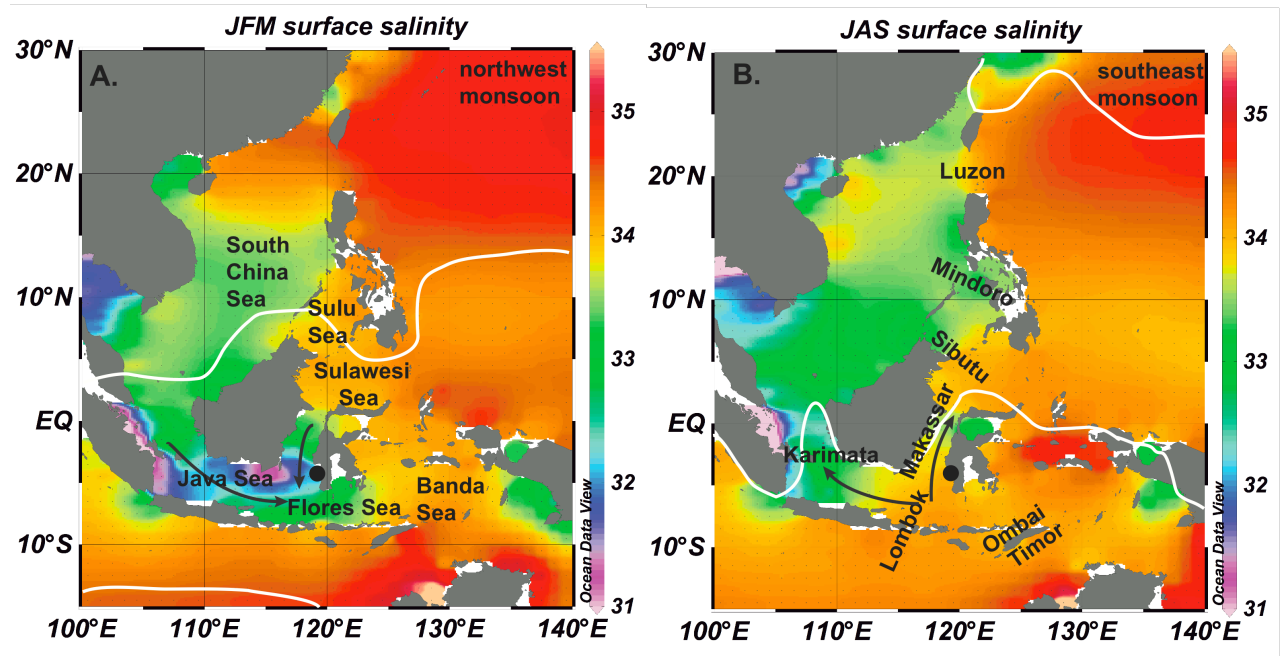 JFM surface salinity
30°N
20°N
10°N
EQ
10°S
A.
northwest
monsoon
South
China
Sea
Sulu
Sea
Sulawesi
Sea
Java Sea
Flores Sea
Banda
Sea
100°E
110°E
120°E
130°E
140°E
35
34
33
32
31
Ocean Data View
JAS surface salinity
30°N
20°N
10°N
EQ
10°S
B.
southeast
monsoon
Luzon
Mindoro
Sibutu
Makassar
Karimata
Lombok
Ombai
Timor
100°E
110°E
120°E
130°E
140°E
35
34
33
32
31
Ocean Data View